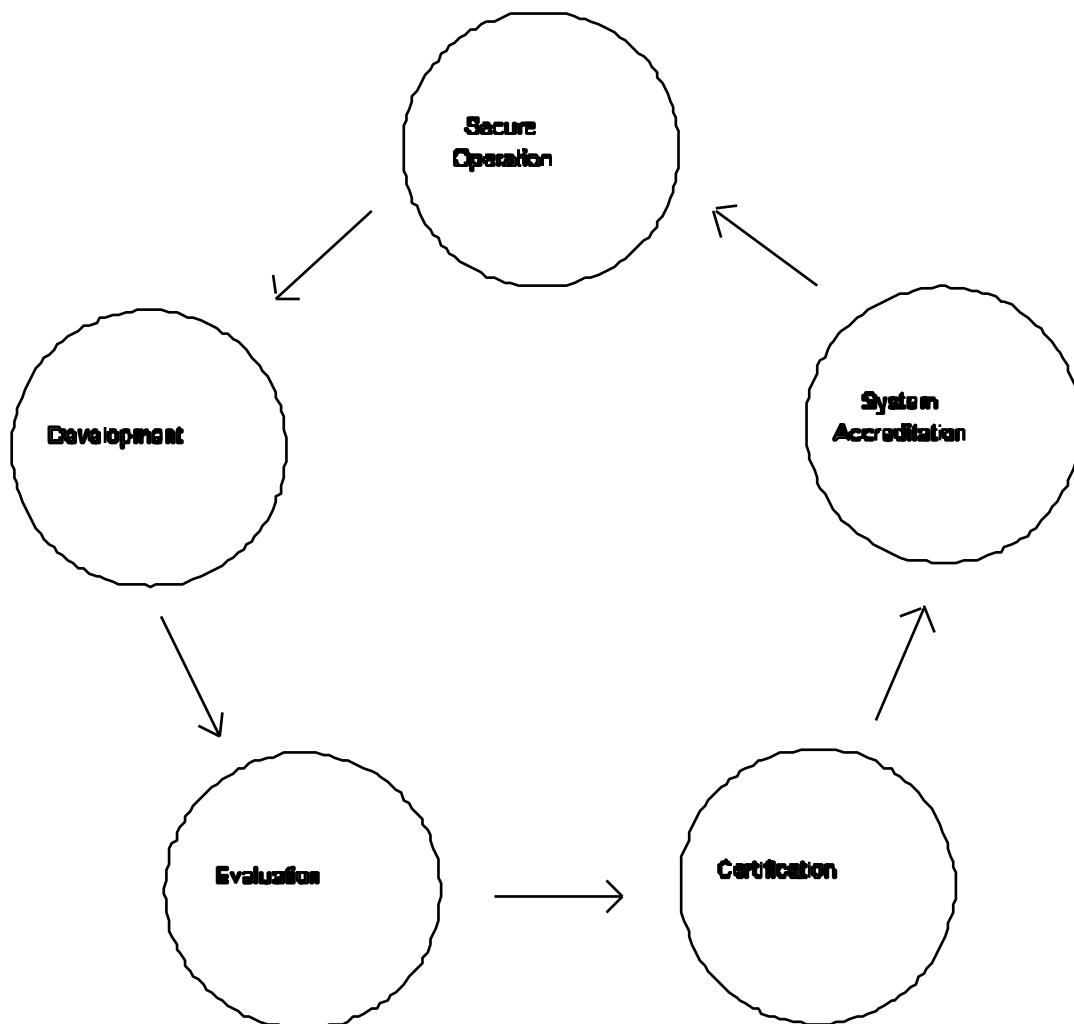 Secure
Operation
System
Accreditation
Development
Evaluation
Certification